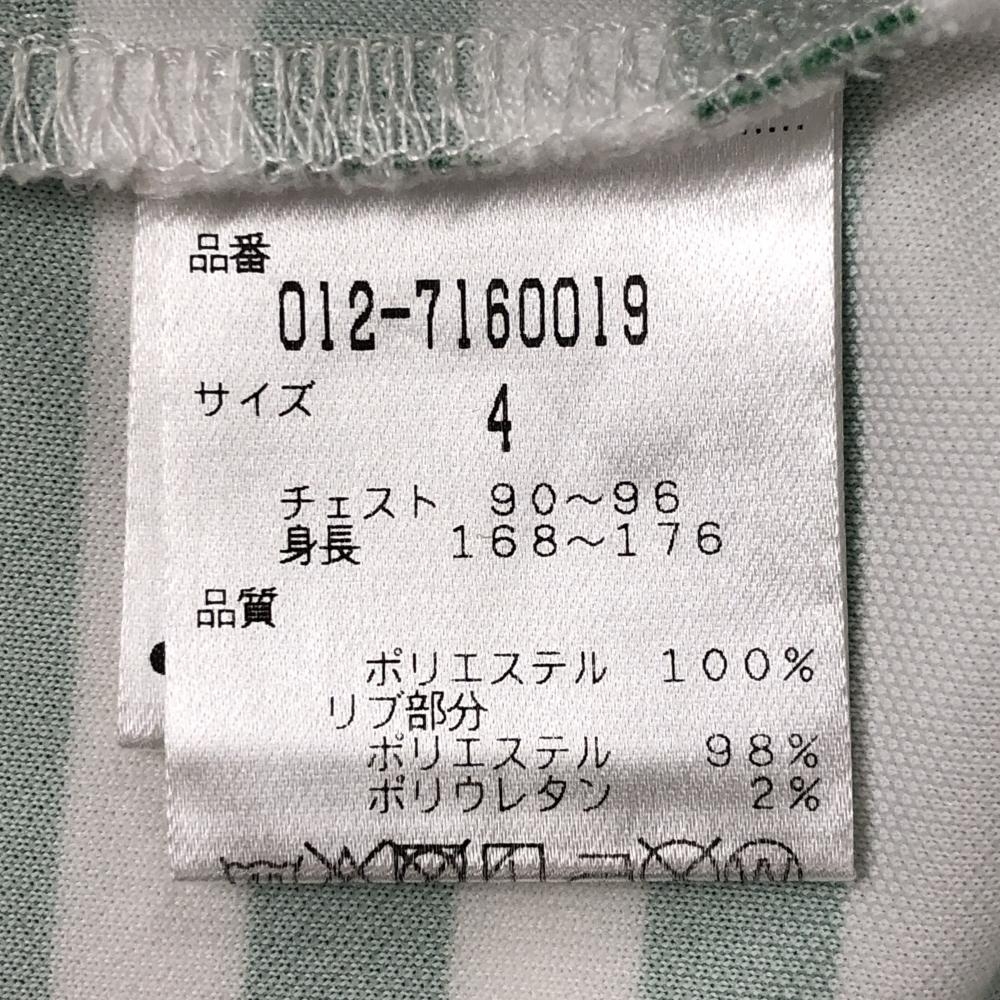 品番
012-7160019
サイズ 4
チェスト 90～96
身長 168～176
品質
ポリエステル 100%
リブ部分
ポリエステル 98%
ポリウレタン 2%